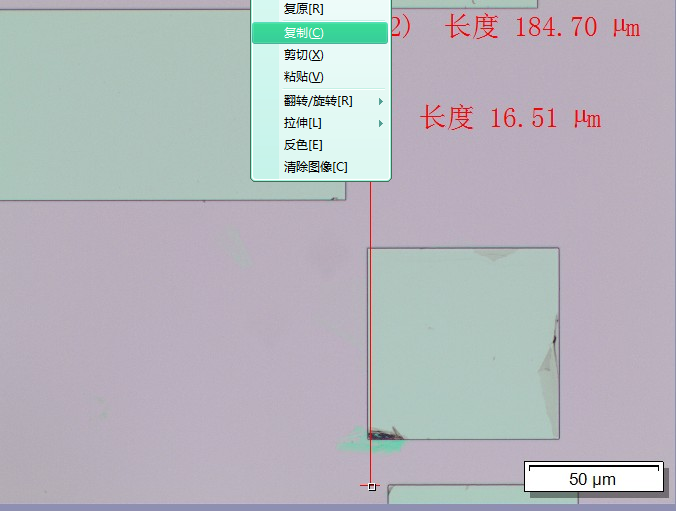 复原[R]
2) 长度 184.70 μm
复制(C)
剪切(X)
粘贴(V)
翻转/旋转[R]
长度 16.51 μm
拉伸[L]
反色[E]
清除图像[C]
50 μm